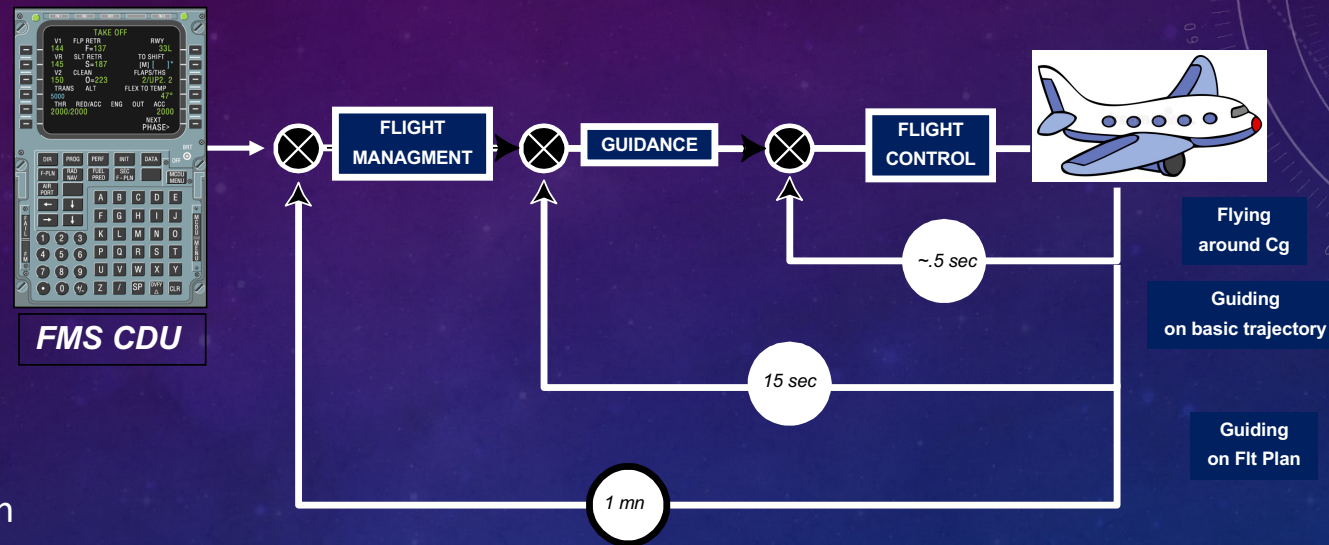 TAKE OFF
V1 FLP RETR RWY
144 F=137 33L
VR SLT RETR TO SHIFT
145 S=187 [M] [ ]*
V2 CLEAN FLAPS/THS
150 O=223 2/UP2. 2
TRANS ALT FLEX TO TEMP
5000 47°
THR RED/ACC ENG OUT ACC
2000/2000 2000
NEXT
PHASE>
BRT
DIR PROG PERF INIT DATA OFF
F-PLN RAD NAV FUEL PRED SEC F - PLN MCDU MENU
AIR PORT
A B C D E
← ↓
F G H I J
→ ↓
K L M N O
1 2 3
P Q R S T
4 5 6
U V W X Y
7 8 9
Z / SP OVFY △ CLR
• 0 +/-
FAIL
FM
MCDU MENU
FMS CDU
FLIGHT
MANAGMENT
GUIDANCE
FLIGHT
CONTROL
~.5 sec
15 sec
1 mn
Flying
around Cg
Guiding
on basic trajectory
Guiding
on Flt Plan